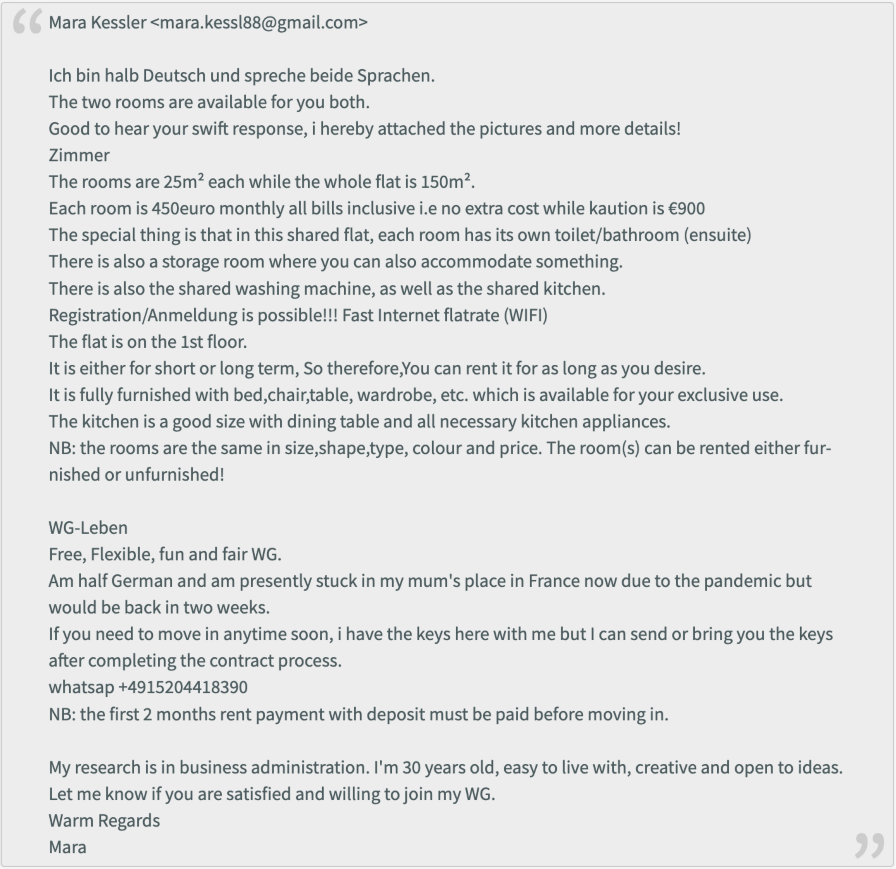 Mara Kessler <mara.kessl88@gmail.com>
Ich bin halb Deutsch und spreche beide Sprachen.
The two rooms are available for you both.
Good to hear your swift response, i hereby attached the pictures and more details!
Zimmer
The rooms are 25m² each while the whole flat is 150m².
Each room is 450euro monthly all bills inclusive i.e no extra cost while kaution is €900
The special thing is that in this shared flat, each room has its own toilet/bathroom (ensuite)
There is also a storage room where you can also accommodate something.
There is also the shared washing machine, as well as the shared kitchen.
Registration/Anmeldung is possible!!! Fast Internet flatrate (WIFI)
The flat is on the 1st floor.
It is either for short or long term, So therefore,You can rent it for as long as you desire.
It is fully furnished with bed,chair,table, wardrobe, etc. which is available for your exclusive use.
The kitchen is a good size with dining table and all necessary kitchen appliances.
NB: the rooms are the same in size,shape,type, colour and price. The room(s) can be rented either fur-
nished or unfurnished!
WG-Leben
Free, Flexible, fun and fair WG.
Am half German and am presently stuck in my mum's place in France now due to the pandemic but
would be back in two weeks.
If you need to move in anytime soon, i have the keys here with me but I can send or bring you the keys
after completing the contract process.
whatsap +4915204418390
NB: the first 2 months rent payment with deposit must be paid before moving in.
My research is in business administration. I'm 30 years old, easy to live with, creative and open to ideas.
Let me know if you are satisfied and willing to join my WG.
Warm Regards
Mara